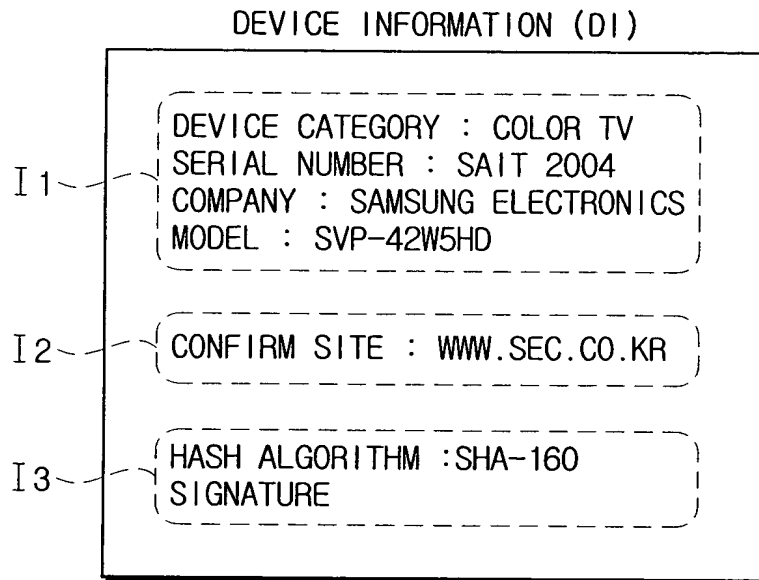 DEVICE INFORMATION (DI)
I1
DEVICE CATEGORY : COLOR TV
SERIAL NUMBER : SAIT 2004
COMPANY : SAMSUNG ELECTRONICS
MODEL : SVP-42W5HD
I2
CONFIRM SITE : WWW.SEC.CO.KR
I3
HASH ALGORITHM :SHA-160
SIGNATURE